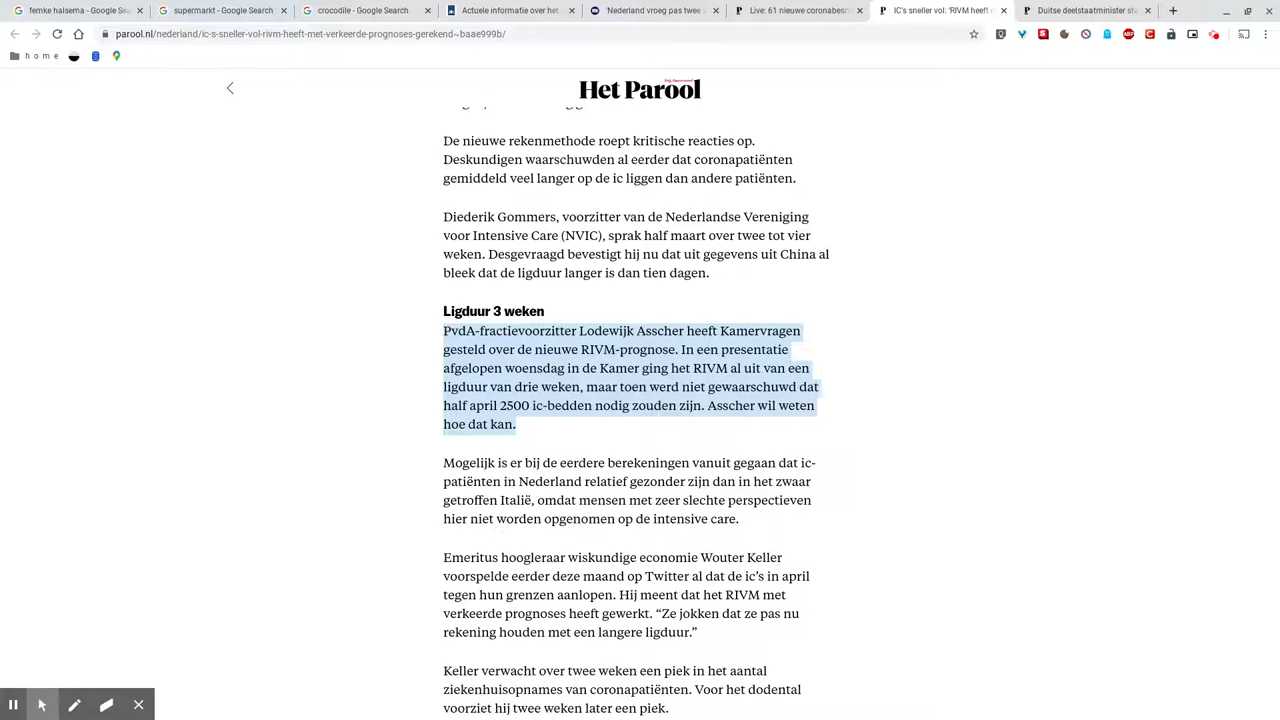 femke halsema - Google Sea
supermarkt - Google Search
crocodile - Google Search
Actuele informatie over het
'Nederland vroeg pas twee
Live: 61 nieuwe coronabesm
IC's sneller vol: 'RIVM heeft
Duitse deelstaatminister sta
parool.nl/nederland/ic-s-sneller-vol-rivm-heeft-met-verkeerde-prognoses-gerekend~baae999b/
home
Het Parool
De nieuwe rekenmethode roept kritische reacties op.
Deskundigen waarschuwden al eerder dat coronapatiënten
gemiddeld veel langer op de ic liggen dan andere patiënten.
Diederik Gommers, voorzitter van de Nederlandse Vereniging
voor Intensive Care (NVIC), sprak half maart over twee tot vier
weken. Desgevraagd bevestigt hij nu dat uit gegevens uit China al
bleek dat de ligduur langer is dan tien dagen.
Ligduur 3 weken
PvdA-fractievoorzitter Lodewijk Asscher heeft Kamervragen
gesteld over de nieuwe RIVM-prognose. In een presentatie
afgelopen woensdag in de Kamer ging het RIVM al uit van een
ligduur van drie weken, maar toen werd niet gewaarschuwd dat
half april 2500 ic-bedden nodig zouden zijn. Asscher wil weten
hoe dat kan.
Mogelijk is er bij de eerdere berekeningen vanuit gegaan dat ic-
patiënten in Nederland relatief gezonder zijn dan in het zwaar
getroffen Italië, omdat mensen met zeer slechte perspectieven
hier niet worden opgenomen op de intensive care.
Emeritus hoogleraar wiskundige economie Wouter Keller
voorspelde eerder deze maand op Twitter al dat de ic's in april
tegen hun grenzen aanlopen. Hij meent dat het RIVM met
verkeerde prognoses heeft gewerkt. "Ze jokken dat ze pas nu
rekening houden met een langere ligduur."
Keller verwacht over twee weken een piek in het aantal
ziekenhuisopnames van coronapatiënten. Voor het dodental
voorziet hij twee weken later een piek.